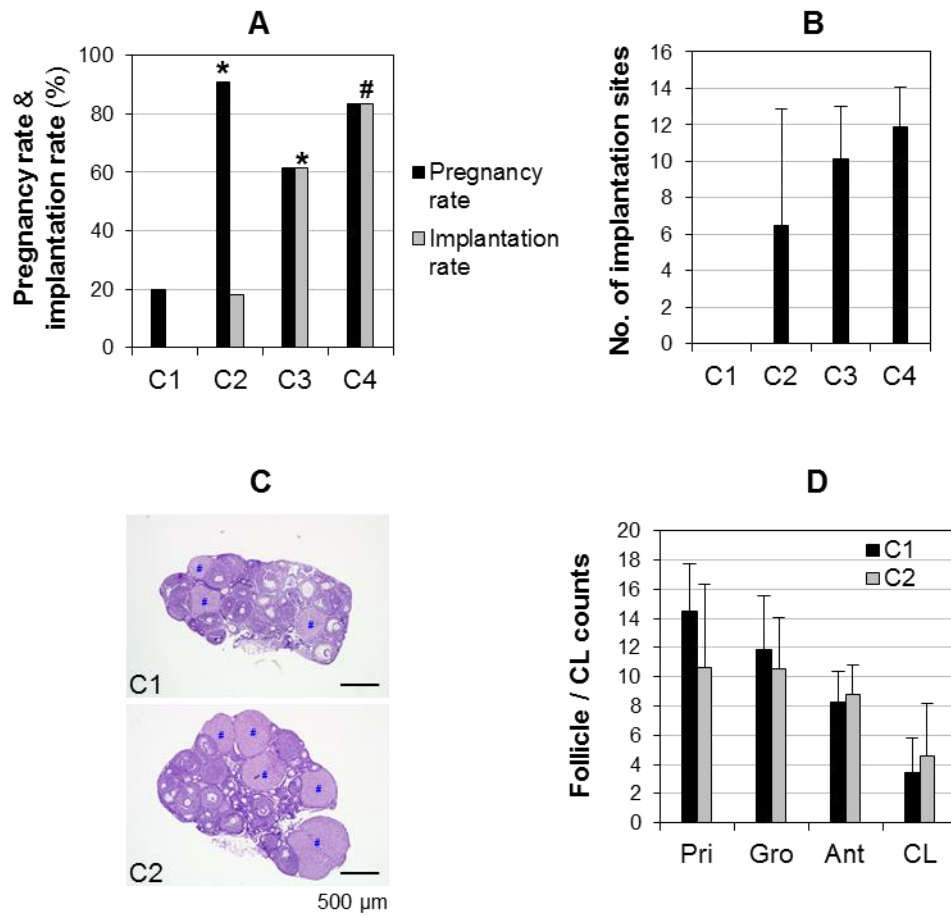 A
Pregnancy rate &
implantation rate (%)
100
80
60
40
20
0
*
*
#
C1 C2 C3 C4
Pregnancy
rate
Implantation
rate
B
No. of implantation sites
16
14
12
10
8
6
4
2
0
C1 C2 C3 C4
C
#
#
#
C1
#
#
#
#
#
C2
500 µm
D
Follicle / CL counts
20
18
16
14
12
10
8
6
4
2
0
C1
C2
Pri Gro Ant CL